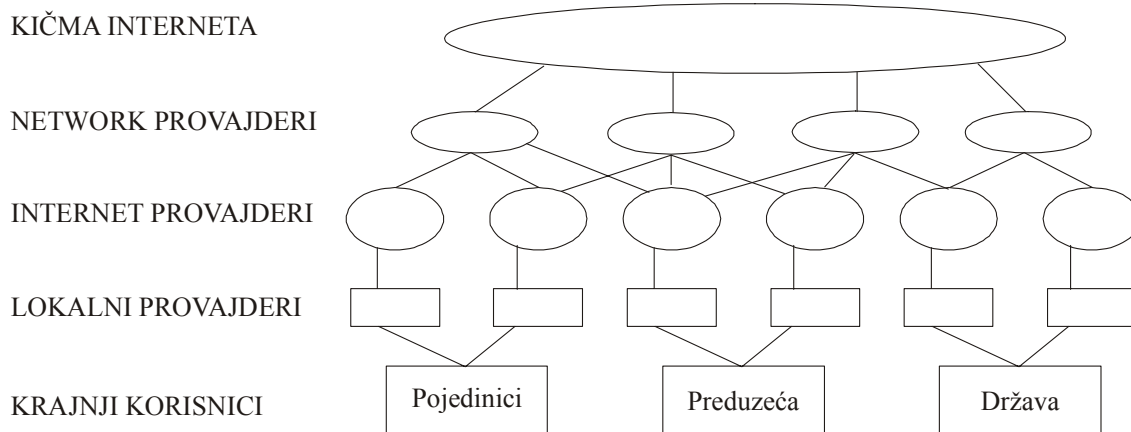 KIČMA INTERNETA
NETWORK PROVAJDERI
INTERNET PROVAJDERI
LOKALNI PROVAJDERI
KRAJNJI KORISNICI
Pojedinici
Preduzeća
Država